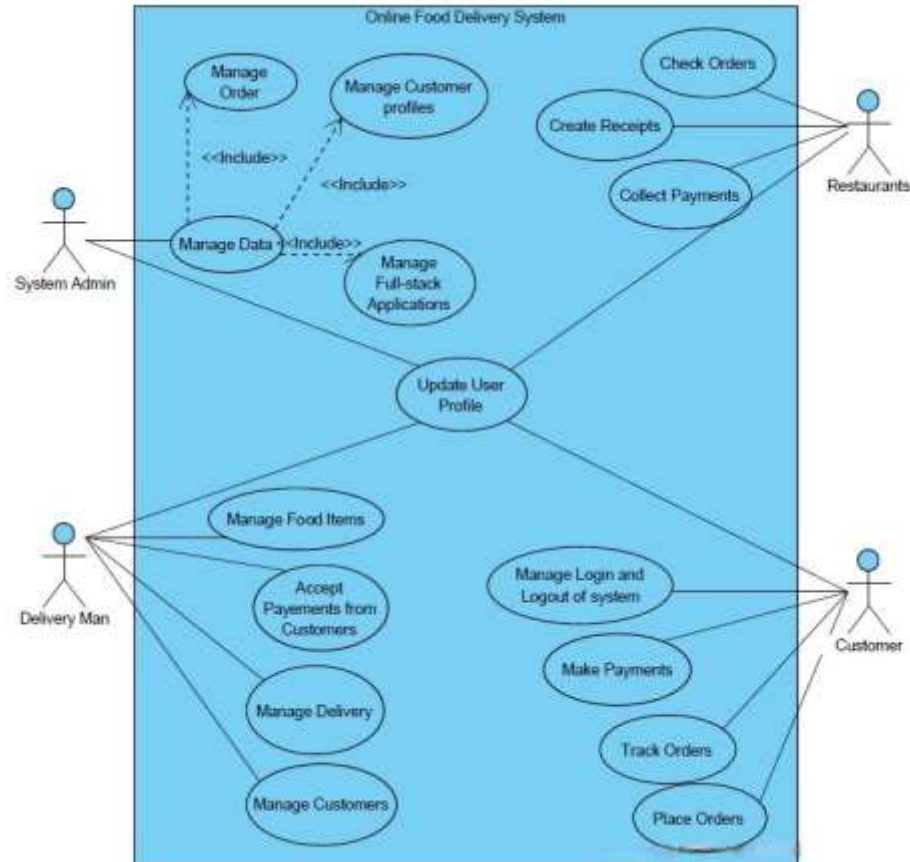 Online Food Delivery System
Manage
Order
Manage Customer
profiles
Check Orders
Create Receipts
Collect Payments
Restaurants
<<Include>>
<<Include>>
Manage Data
<<Include>>
Manage
Full-stack
Applications
System Admin
Update User
Profile
Manage Food Items
Accept
Payements from
Customers
Delivery Man
Manage Delivery
Manage Customers
Manage Login and
Logout of system
Make Payments
Customer
Track Orders
Place Orders